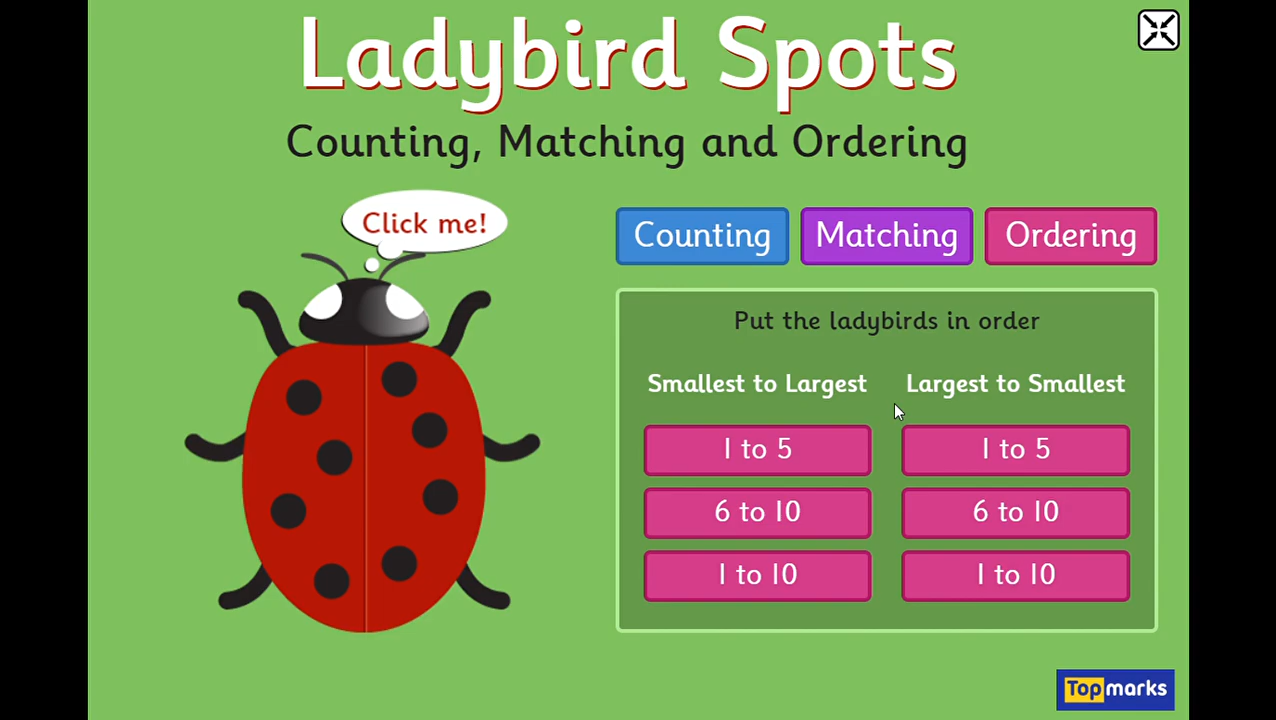 Ladybird Spots
Counting, Matching and Ordering
Click me!
Counting Matching Ordering
Put the ladybirds in order
Smallest to Largest Largest to Smallest
1 to 5 1 to 5
6 to 10 6 to 10
1 to 10 1 to 10
Topmarks